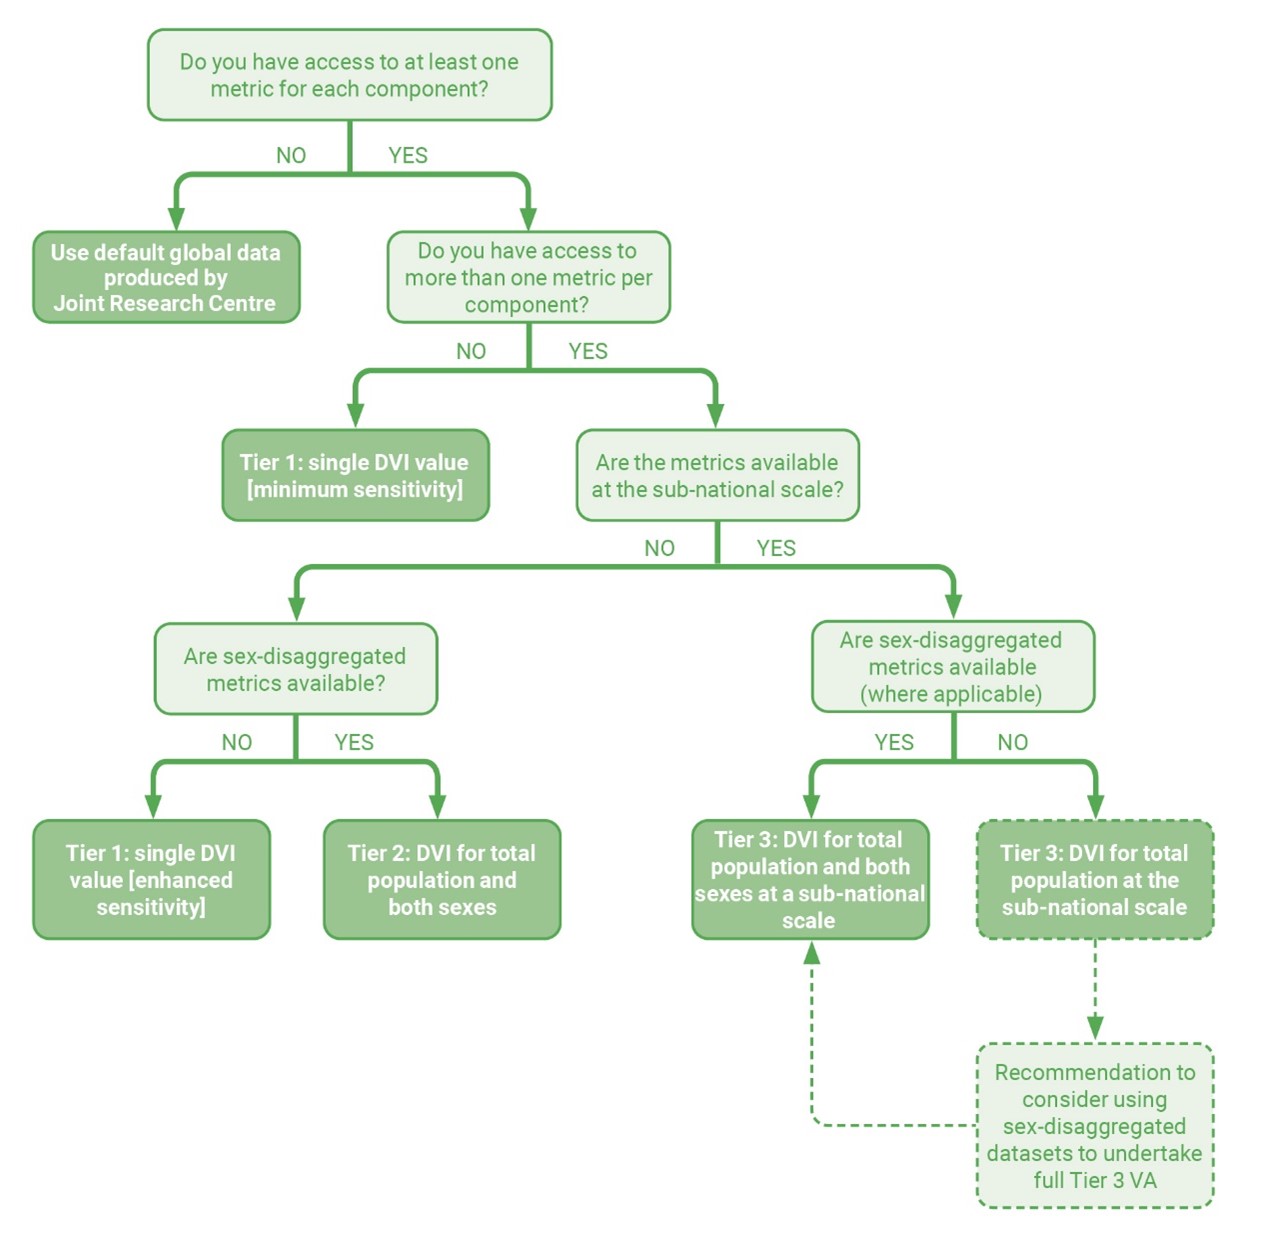 Do you have access to at least one
metric for each component?
NO
YES
Use default global data
produced by
Joint Research Centre
Do you have access to
more than one metric per
component?
NO
YES
Tier 1: single DVI value
[minimum sensitivity]
Are the metrics available
at the sub-national scale?
NO
YES
Are sex-disaggregated
metrics available?
Are sex-disaggregated
metrics available
(where applicable)
NO
YES
YES
NO
Tier 1: single DVI
value [enhanced
sensitivity]
Tier 2: DVI for total
population and
both sexes
Tier 3: DVI for total
population and both
sexes at a sub-national
scale
Tier 3: DVI for total
population at the
sub-national scale
Recommendation to
consider using
sex-disaggregated
datasets to undertake
full Tier 3 VA